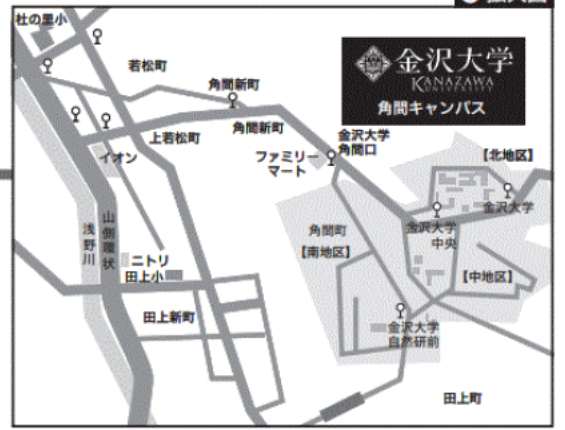 拡大図
杜の里小
若松町
角間新町
金沢大学
KANAZAWA
UNIVERSITY
角間キャンパス
上若松町
角間新町
金沢大学
角間口
イオン
ファミリー
マート
【北地区】
金沢大学
金沢大学
中央
角間町
【南地区】
浅野川
山側環状
ニトリ
田上小
【中地区】
田上新町
金沢大学
自然研前
田上町